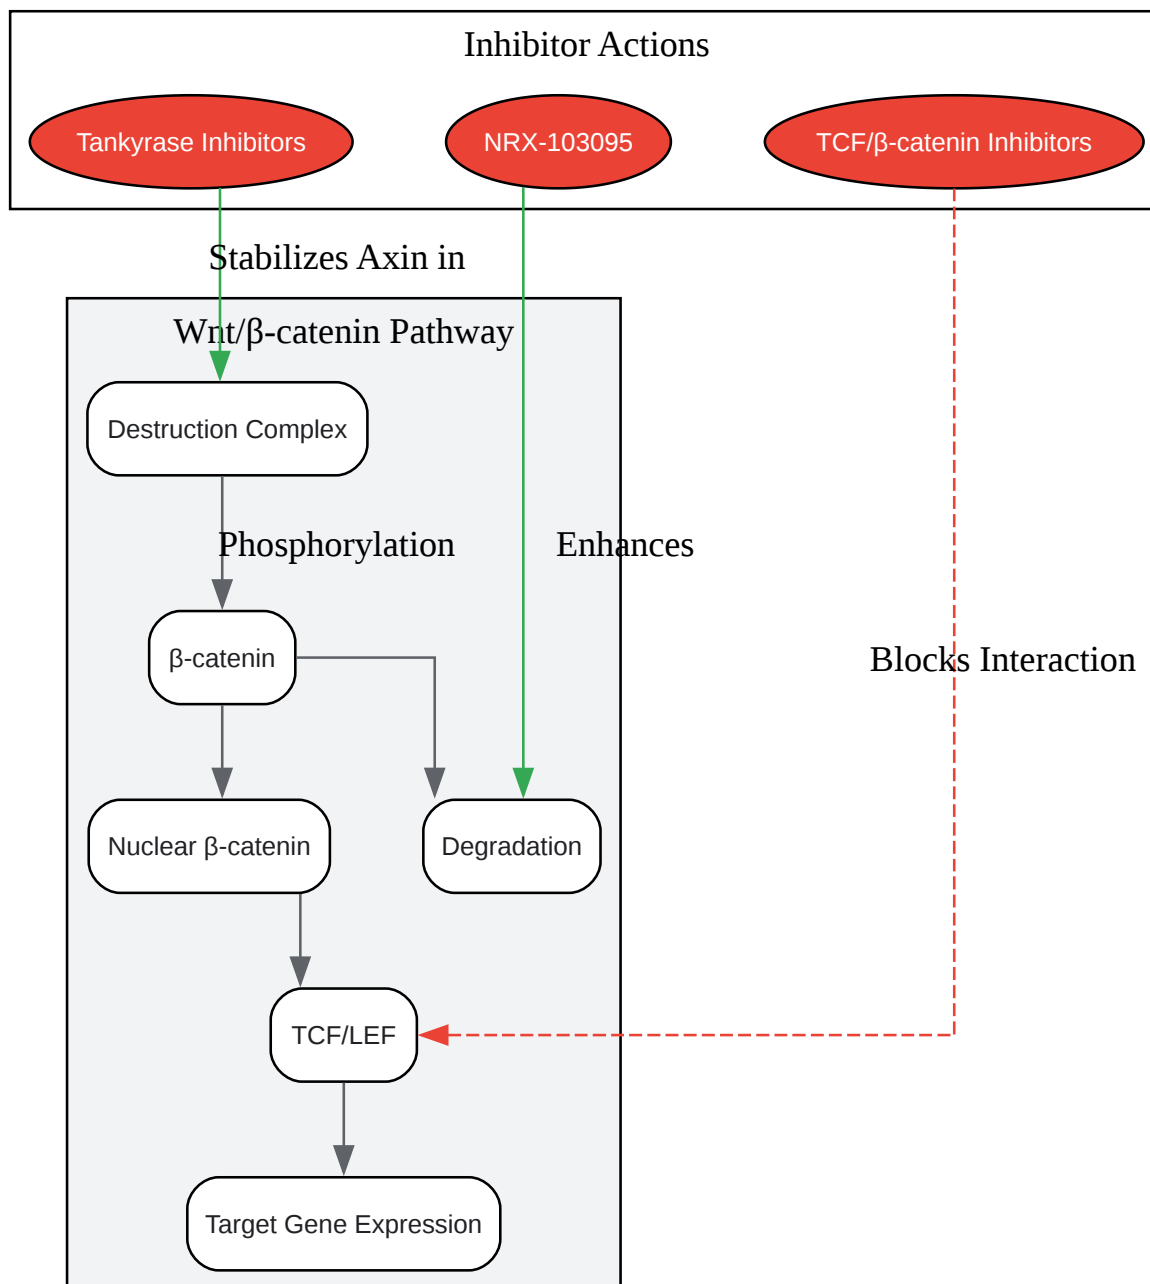 Inhibitor Actions
Tankyrase Inhibitors
NRX-103095
TCF/β-catenin Inhibitors
Stabilizes Axin in
Wnt/β-catenin Pathway
Destruction Complex
Phosphorylation
Enhances
β-catenin
Blocks Interaction
Nuclear β-catenin
Degradation
TCF/LEF
Target Gene Expression